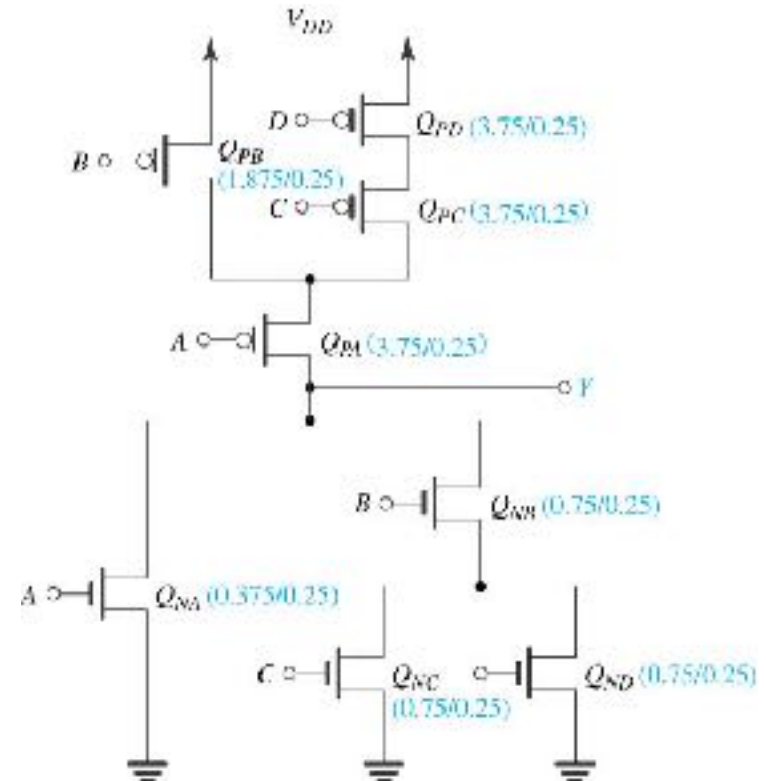 V_DD
D Q_PD (3.75/0.25)
B Q_PB
(1.875/0.25)
C Q_PC (3.75/0.25)
A Q_PA (3.75/0.25)
Y
B Q_NB (0.75/0.25)
A Q_NA (0.375/0.25)
C Q_NC
(0.75/0.25)
Q_ND (0.75/0.25)